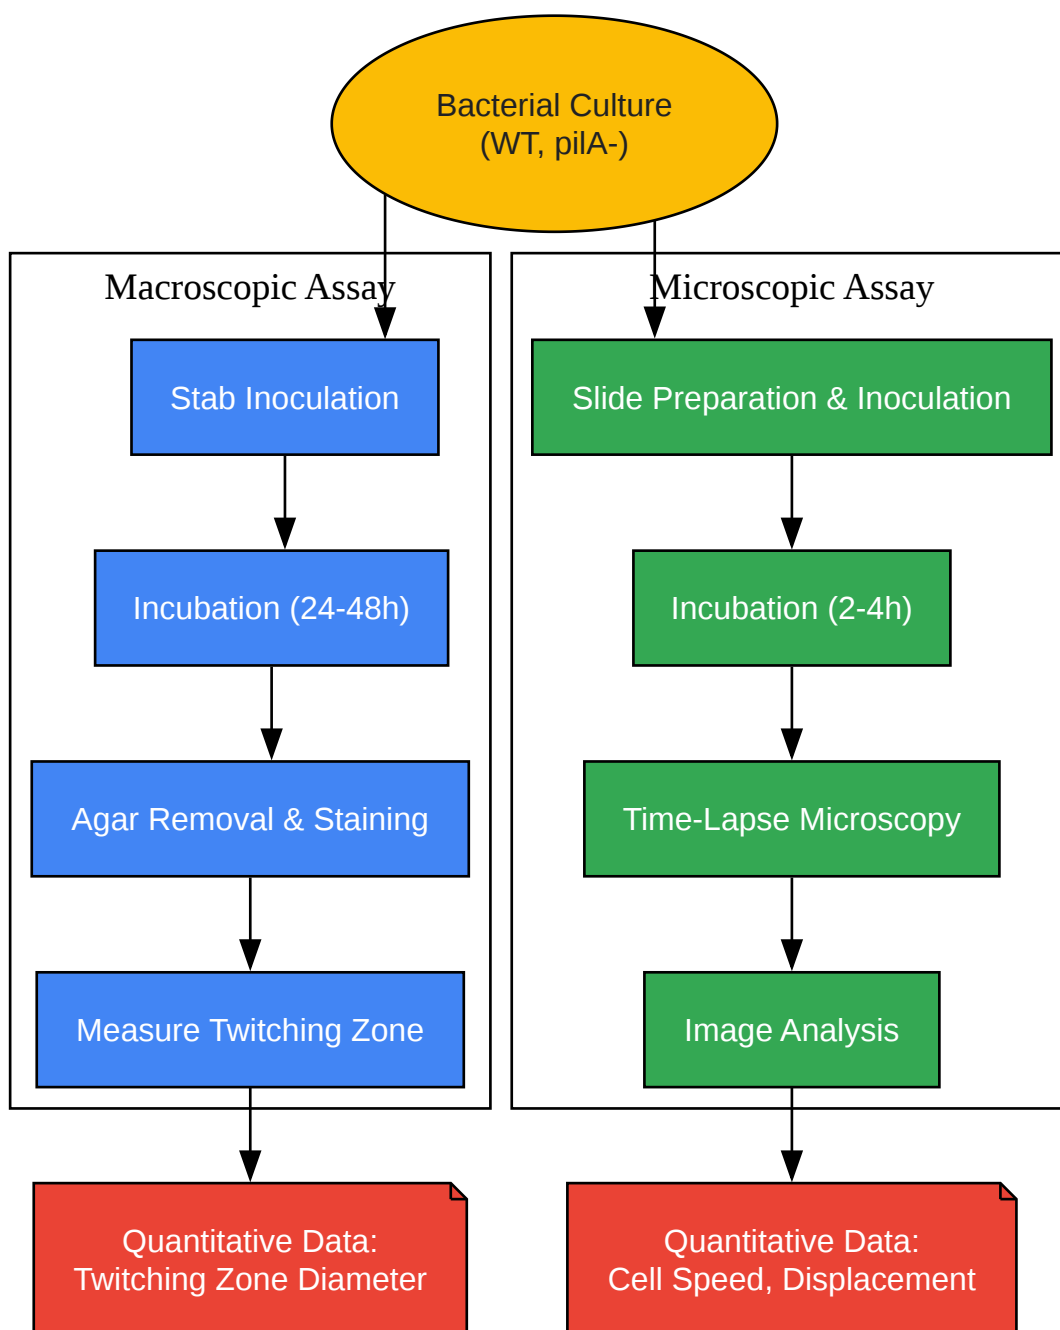 Bacterial Culture
(WT, pilA-)
Macroscopic Assay
Stab Inoculation
Incubation (24-48h)
Agar Removal & Staining
Measure Twitching Zone
Quantitative Data:
Twitching Zone Diameter
Microscopic Assay
Slide Preparation & Inoculation
Incubation (2-4h)
Time-Lapse Microscopy
Image Analysis
Quantitative Data:
Cell Speed, Displacement